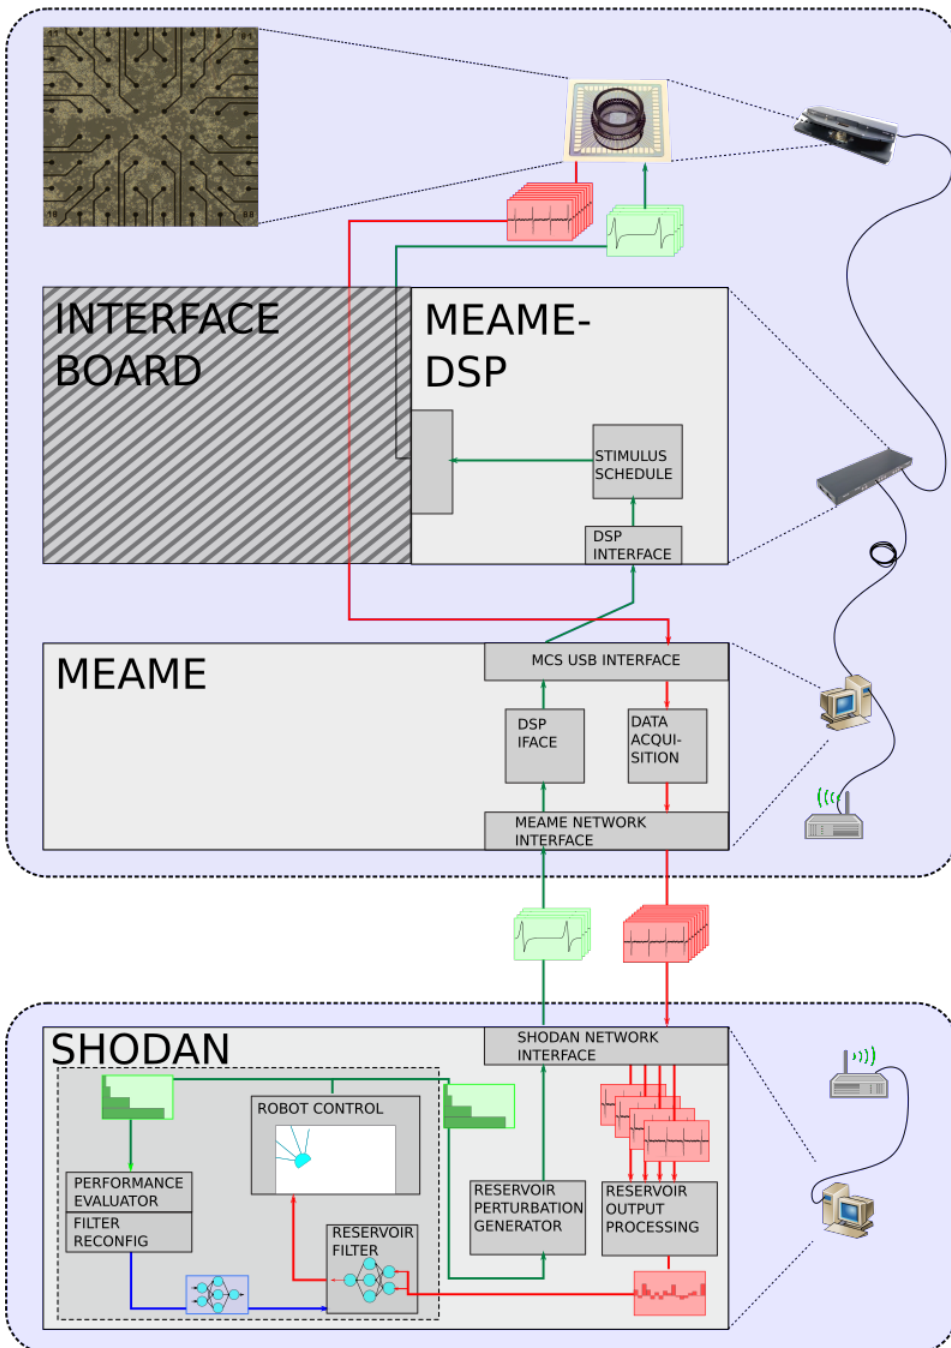 INTERFACE
BOARD
MEAME-
DSP
STIMULUS
SCHEDULE
DSP
INTERFACE
MEAME
MCS USB INTERFACE
DSP
IFACE
DATA
ACQUI-
SITION
MEAME NETWORK
INTERFACE
SHODAN
SHODAN NETWORK
INTERFACE
ROBOT CONTROL
PERFORMANCE
EVALUATOR
FILTER
RECONFIG
RESERVOIR
FILTER
RESERVOIR
PERTURBATION
GENERATOR
RESERVOIR
OUTPUT
PROCESSING